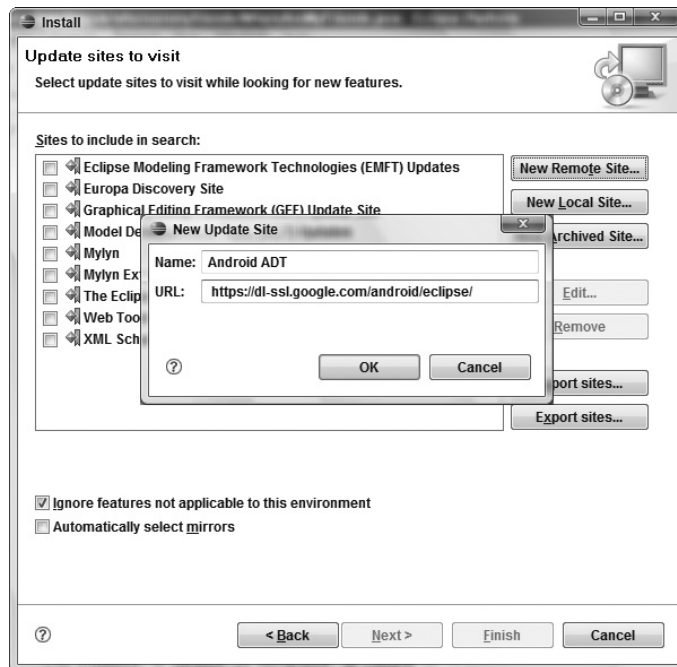 Install
Update sites to visit
Select update sites to visit while looking for new features.
Sites to include in search:
Eclipse Modeling Framework Technologies (EMFT) Updates
Europa Discovery Site
Graphical Editing Framework (GEF) Update Site
Model De
Mylyn
Mylyn Ex
The Eclip
Web Too
XML Sch
New Remote Site...
New Local Site...
Archived Site...
Edit...
Remove
port sites...
Export sites...
New Update Site
Name: Android ADT
URL: https://dl-ssl.google.com/android/eclipse/
OK Cancel
Ignore features not applicable to this environment
Automatically select mirrors
< Back Next > Finish Cancel